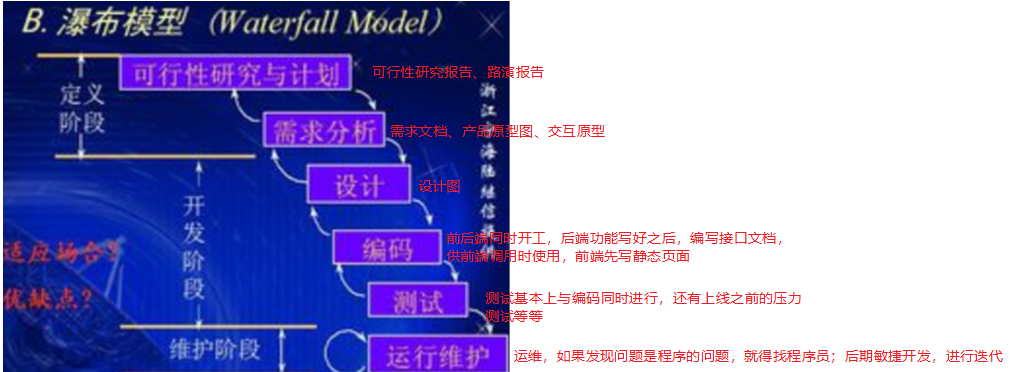 B. 瀑布模型 (Waterfall Model)
可行性研究与计划
可行性研究报告、路演报告
定义
阶段
需求分析
需求文档、产品原型图、交互原型
设计
设计图
开
发
阶
段
编码
前后端同时开工，后端功能写好之后，编写接口文档，
供前端调用时使用，前端先写静态页面
适应场合？
优缺点？
测试
测试基本上与编码同时进行，还有上线之前的压力
测试等等
维护阶段
运行维护
运维，如果发现问题是程序的问题，就得找程序员；后期敏捷开发，进行迭代
浙
江
海
陆
继
信